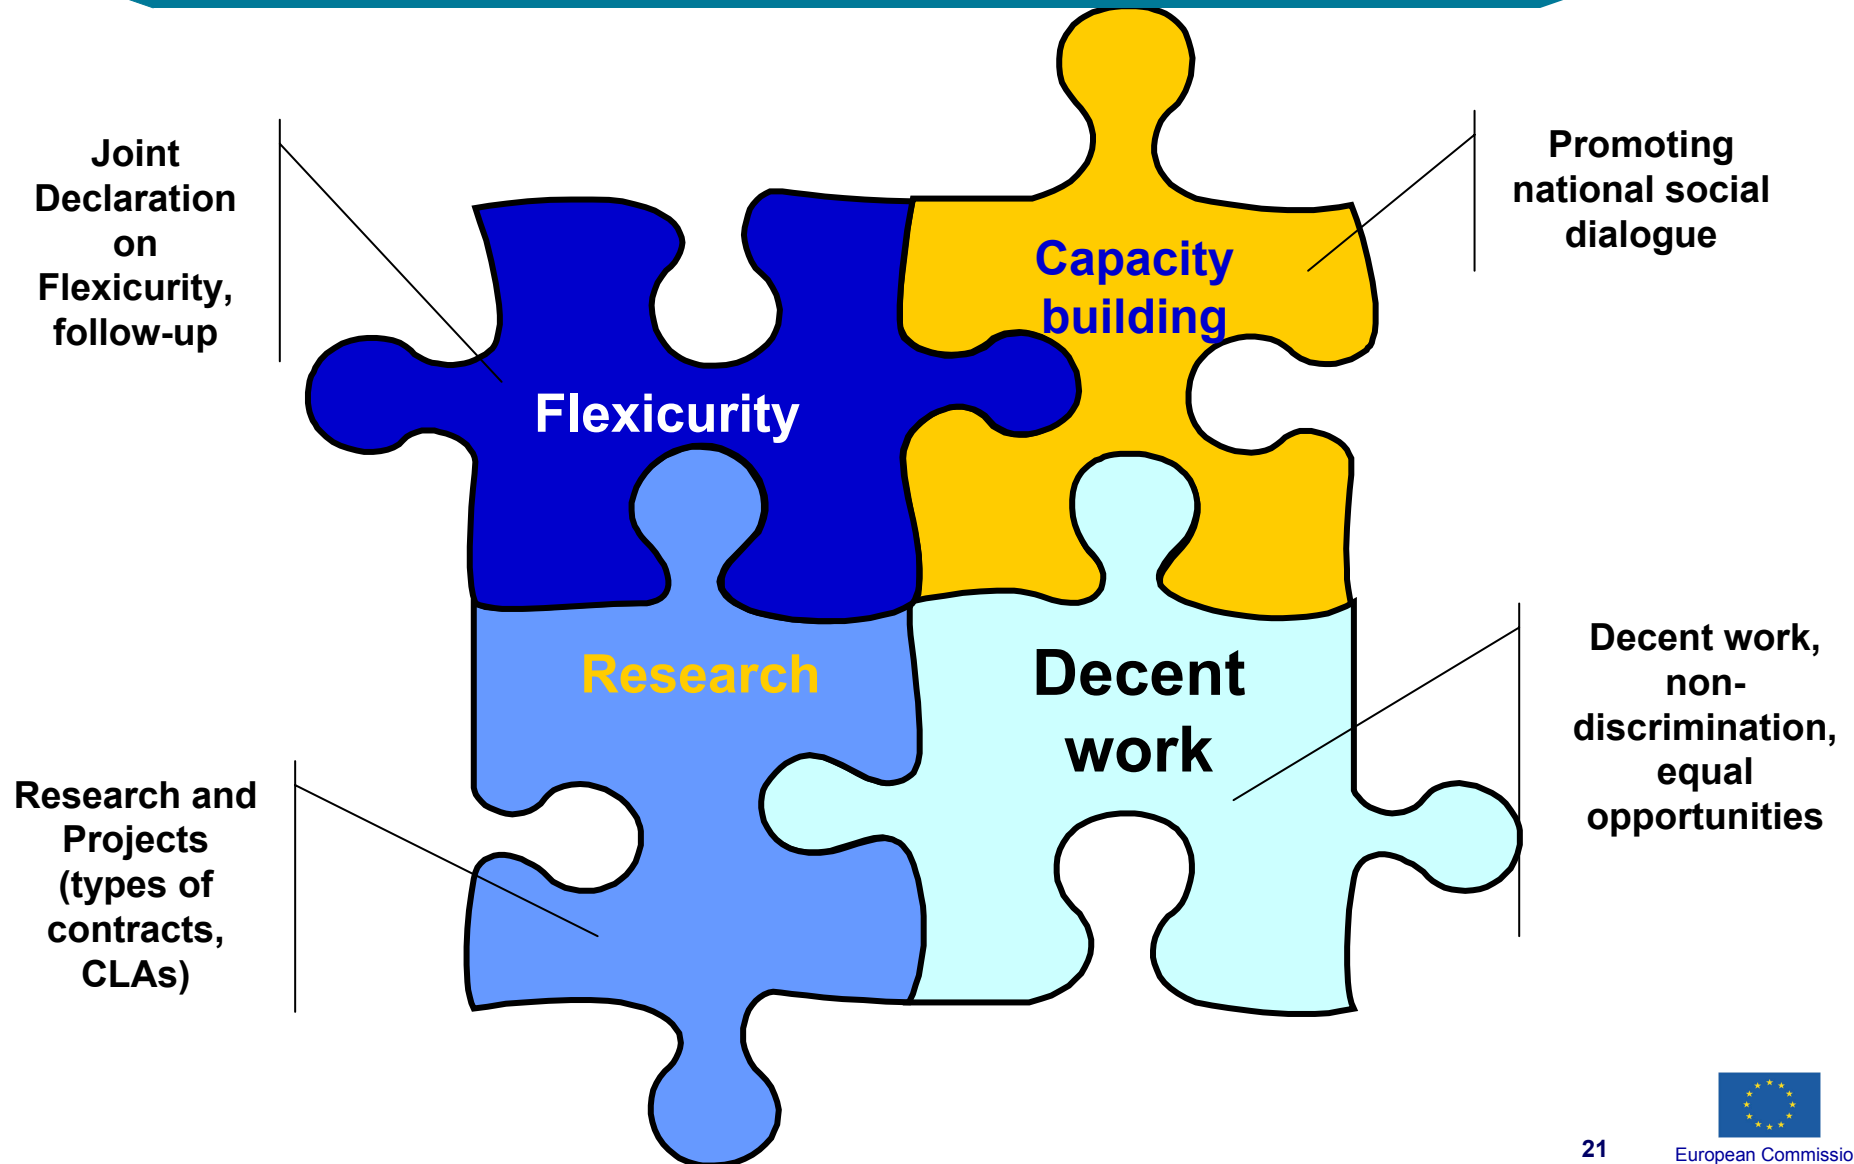 Joint
Declaration
on
Flexicurity,
follow-up
Promoting
national social
dialogue
Capacity
building
Flexicurity
Research
Decent
work
Decent work,
non-
discrimination,
equal
opportunities
Research and
Projects
(types of
contracts,
CLAs)
21
European Commissio